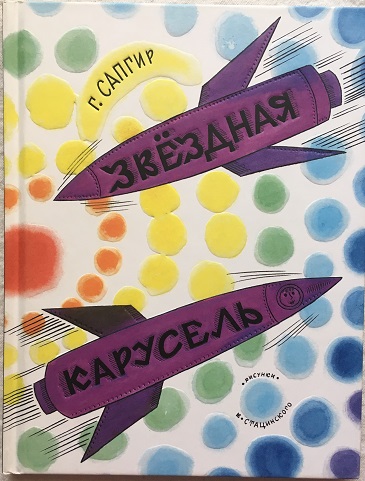 Г. САПГИР
ЗВЁЗДНАЯ
КАРУСЕЛЬ
РИСУНКИ
В. СТАЦИНСКОГО